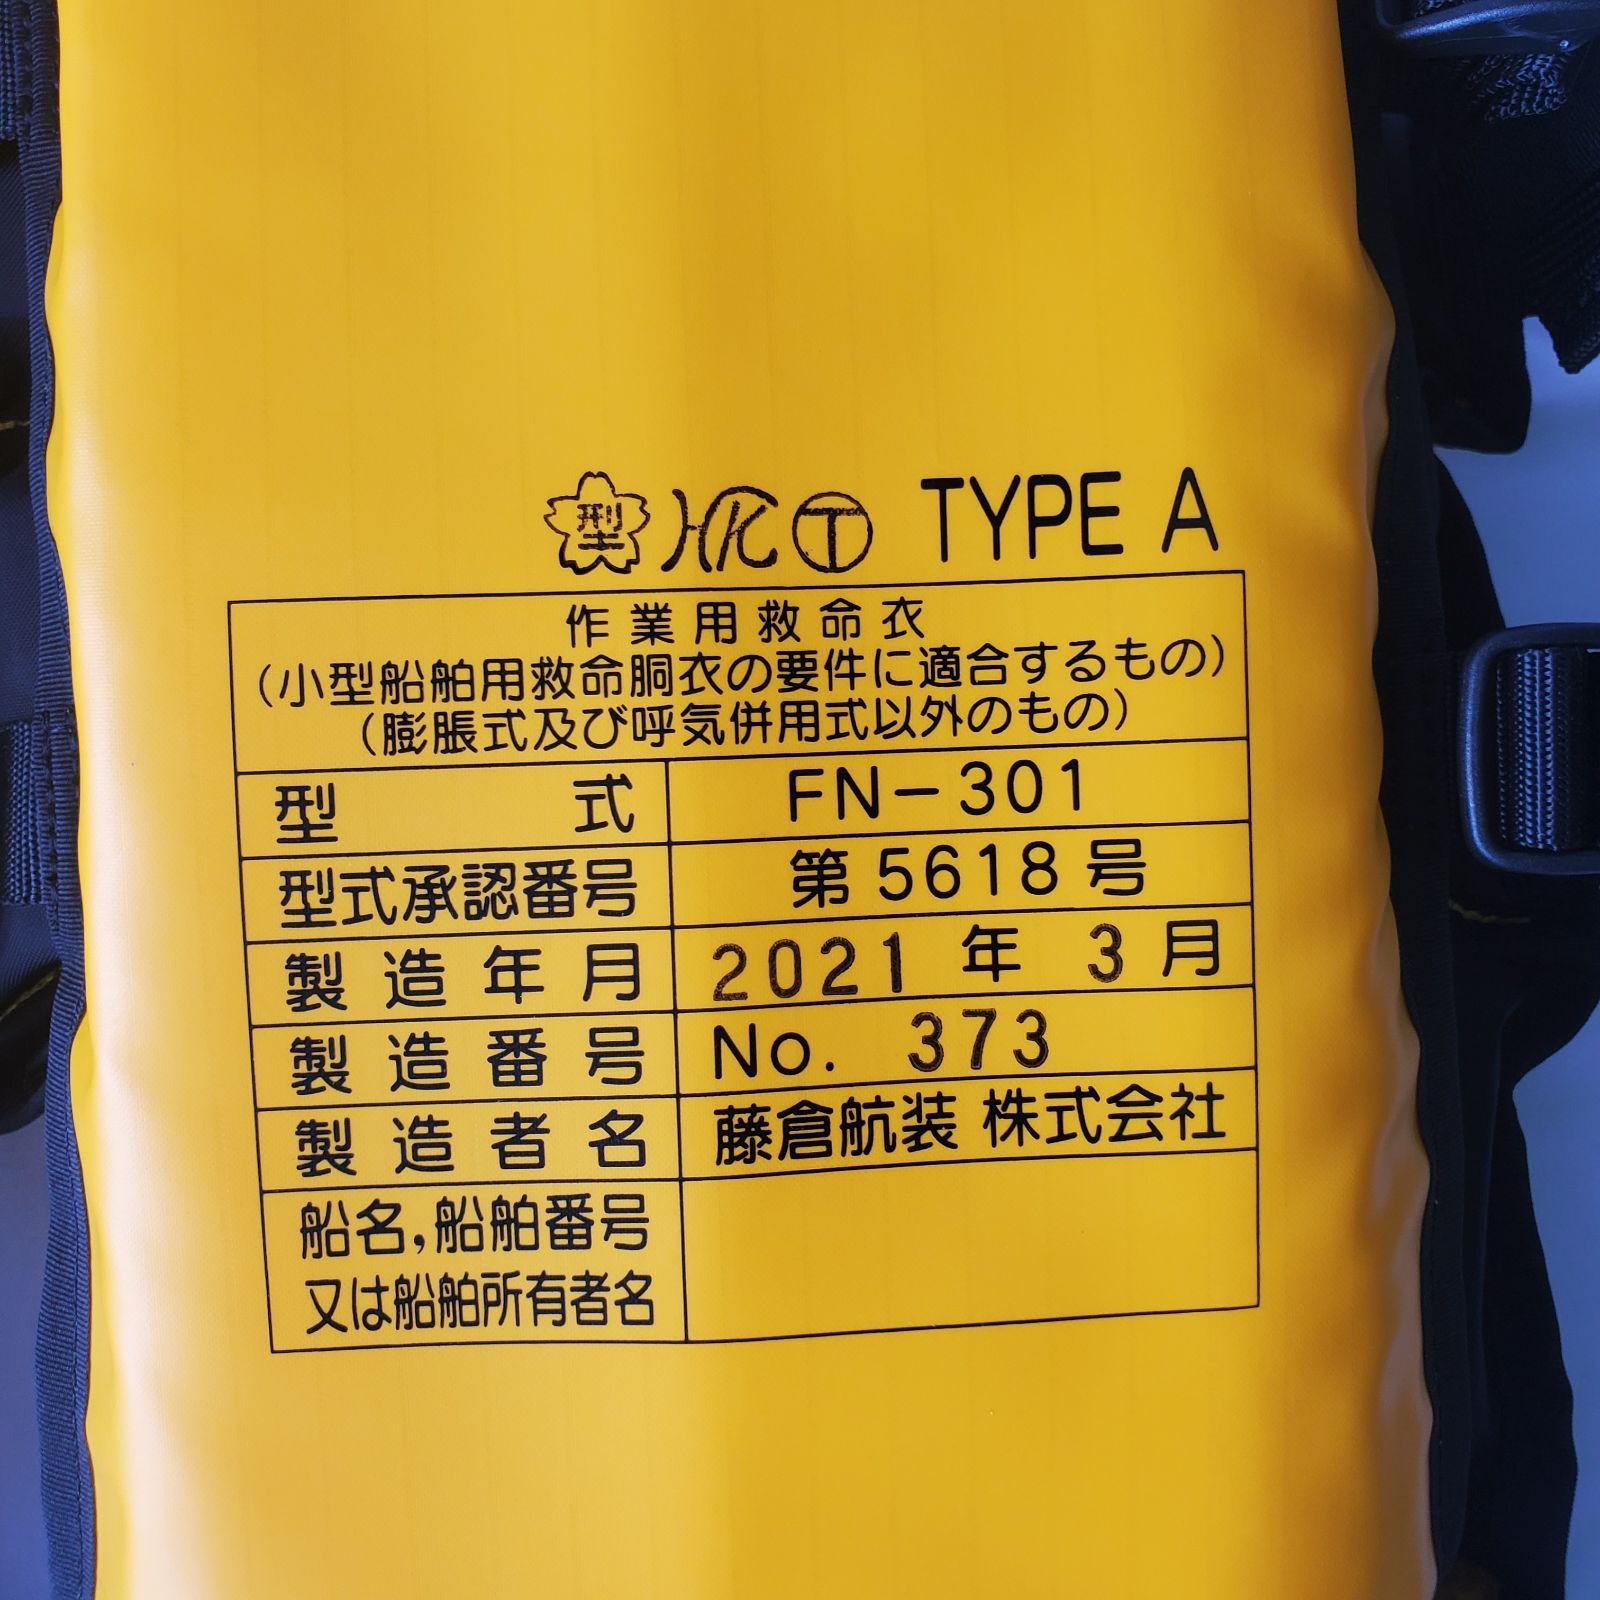 型 HK T TYPE A
作業用救命衣
(小型船舶用救命胴衣の要件に適合するもの)
(膨脹式及び呼気併用式以外のもの)
型式 FN-301
型式承認番号 第5618号
製造年月 2021年3月
製造番号 No. 373
製造者名 藤倉航装 株式会社
船名,船舶番号
又は船舶所有者名